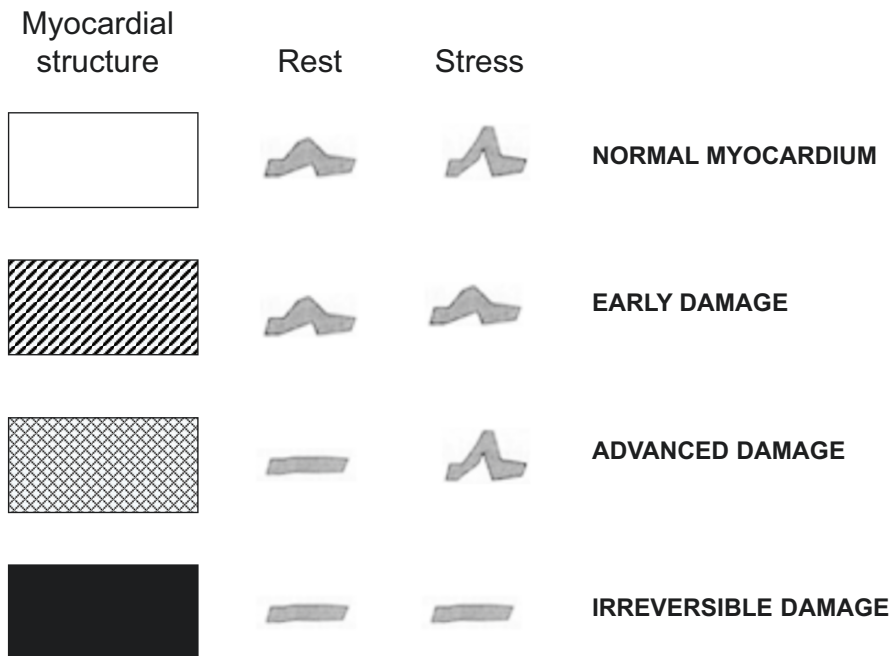 Myocardial
structure
Rest
Stress
NORMAL MYOCARDIUM
EARLY DAMAGE
ADVANCED DAMAGE
IRREVERSIBLE DAMAGE